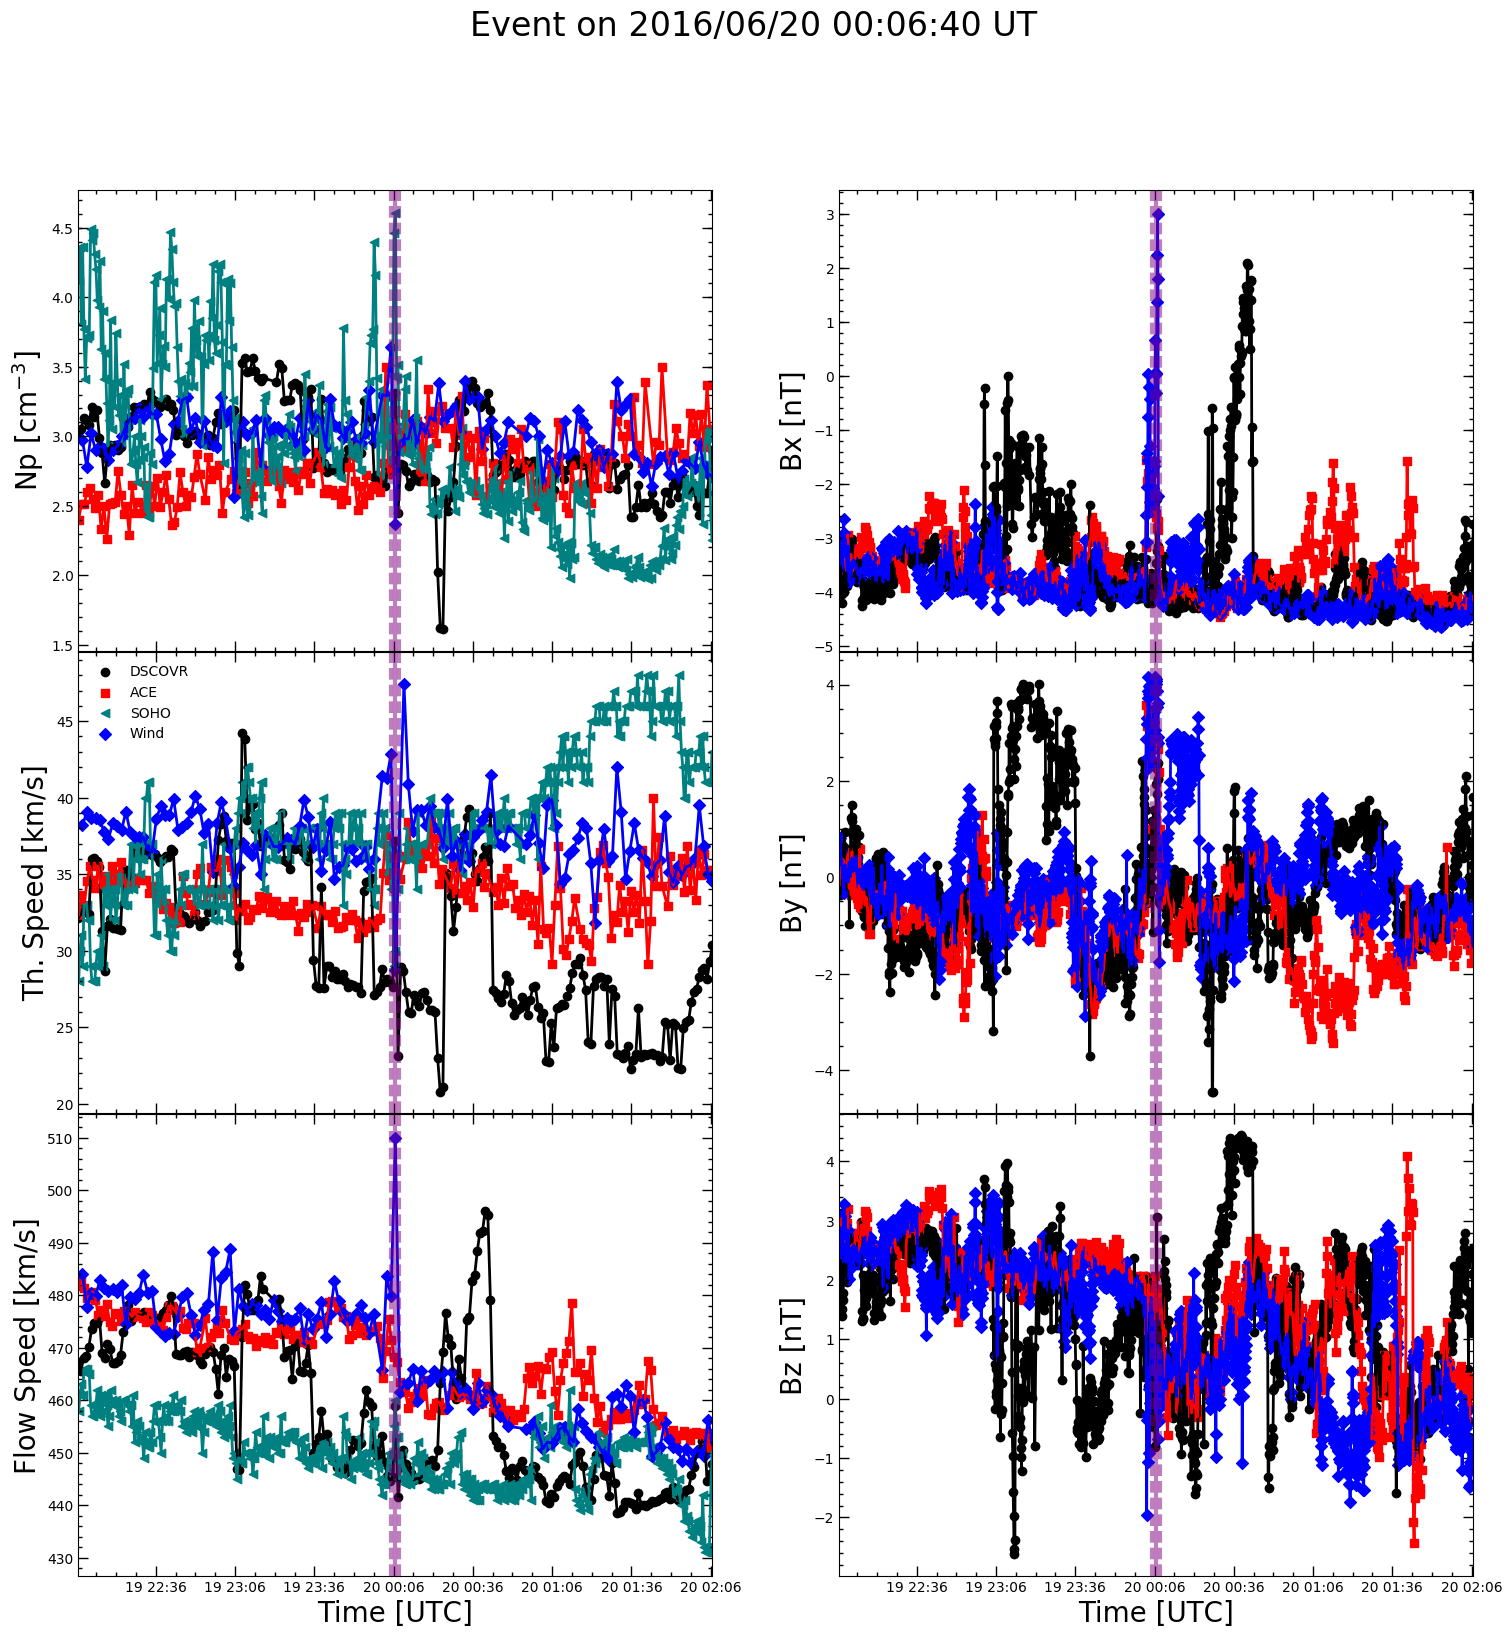 Event on 2016/06/20 00:06:40 UT
Np [cm⁻³]
4.5
4.0
3.5
3.0
2.5
2.0
1.5
Bx [nT]
3
2
1
0
−1
−2
−3
−4
−5
Th. Speed [km/s]
45
40
35
30
25
20
DSCOVR
ACE
SOHO
Wind
By [nT]
4
2
0
−2
−4
Flow Speed [km/s]
510
500
490
480
470
460
450
440
430
19 22:36 19 23:06 19 23:36 20 00:06 20 00:36 20 01:06 20 01:36 20 02:06
Time [UTC]
Bz [nT]
4
3
2
1
0
−1
−2
19 22:36 19 23:06 19 23:36 20 00:06 20 00:36 20 01:06 20 01:36 20 02:06
Time [UTC]